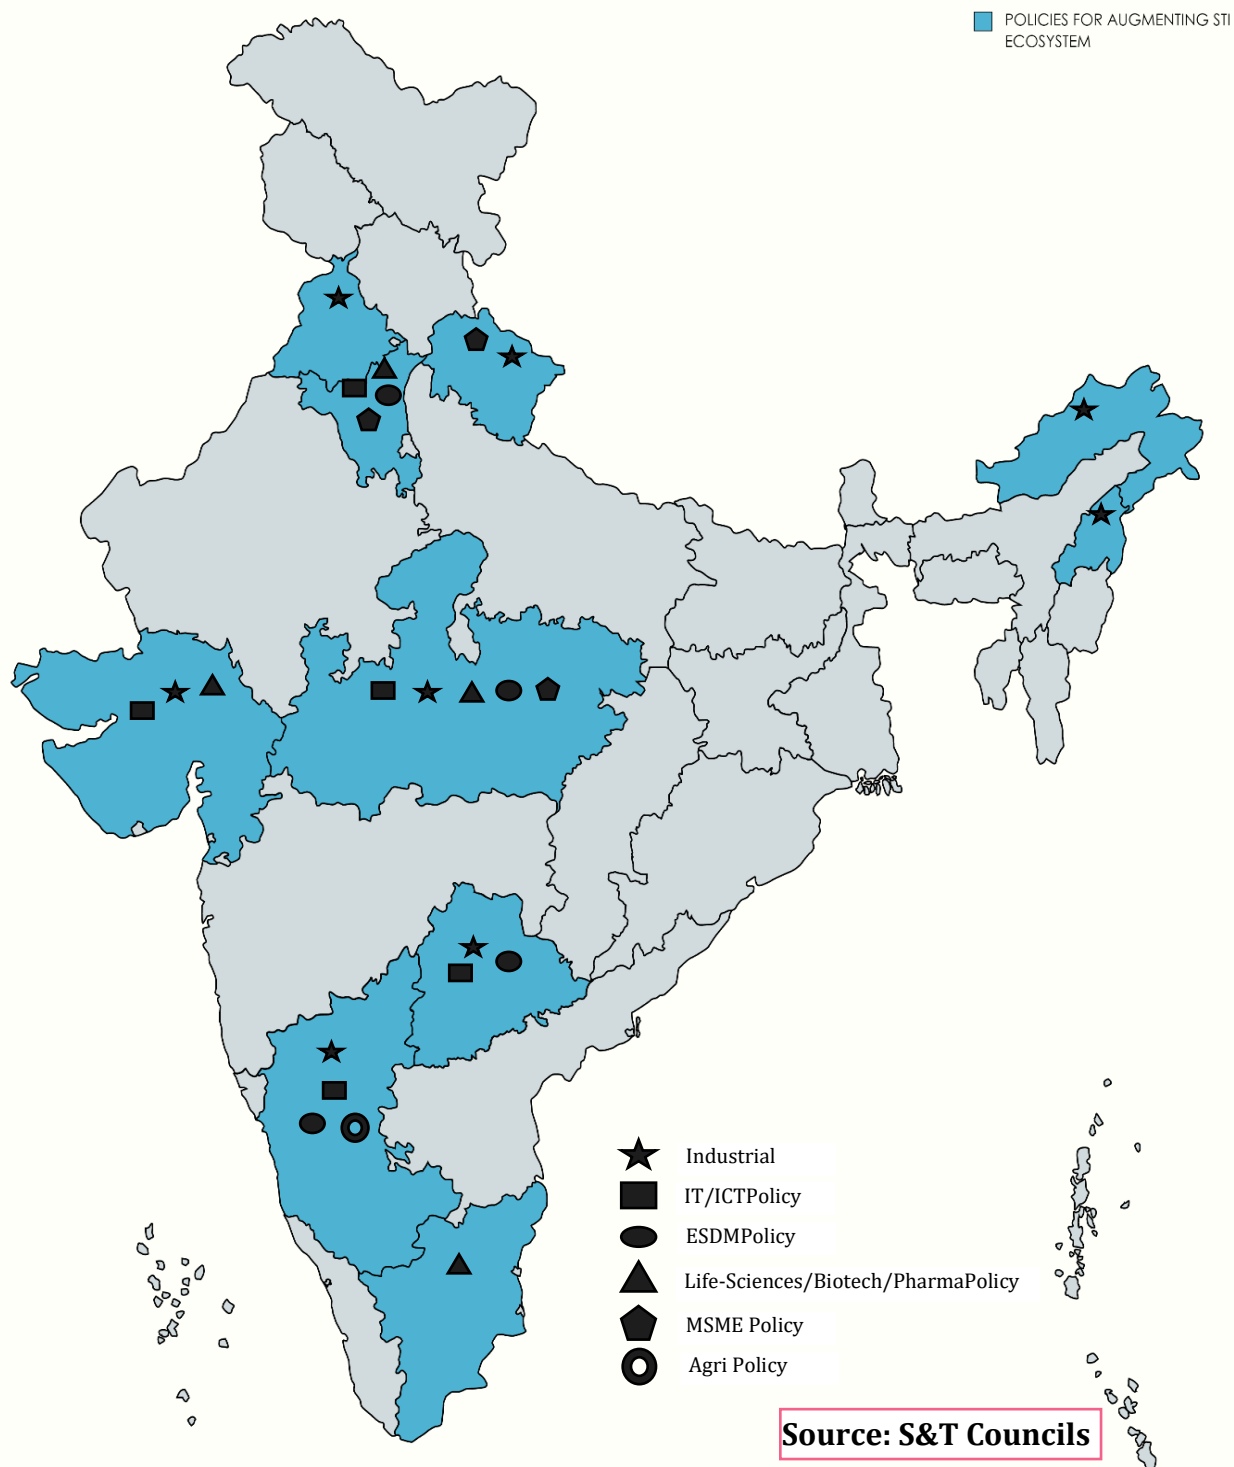 POLICIES FOR AUGMENTING STI
ECOSYSTEM
Industrial
IT/ICTPolicy
ESDMPolicy
Life-Sciences/Biotech/PharmaPolicy
MSME Policy
Agri Policy
Source: S&T Councils